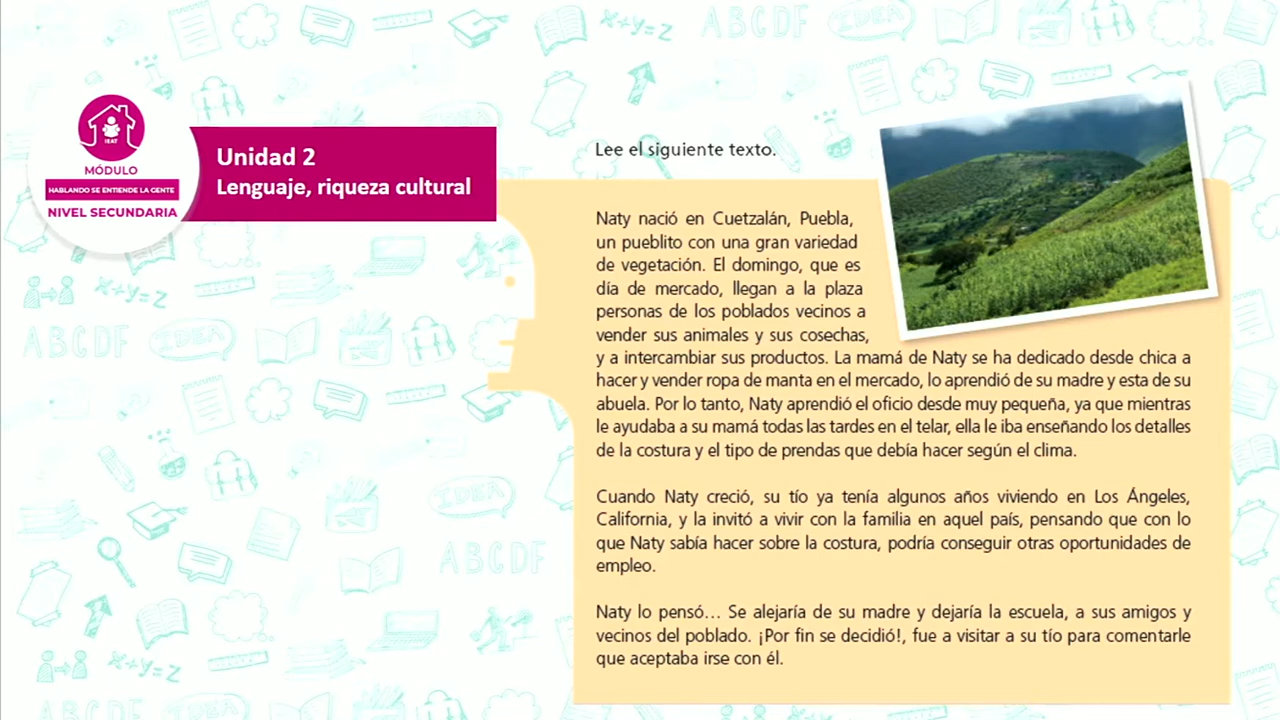 IEAT
MÓDULO
HABLANDO SE ENTIENDE LA GENTE
NIVEL SECUNDARIA
Unidad 2
Lenguaje, riqueza cultural
Lee el siguiente texto.
Naty nació en Cuetzalán, Puebla,
un pueblito con una gran variedad
de vegetación. El domingo, que es
día de mercado, llegan a la plaza
personas de los poblados vecinos a
vender sus animales y sus cosechas,
y a intercambiar sus productos. La mamá de Naty se ha dedicado desde chica a
hacer y vender ropa de manta en el mercado, lo aprendió de su madre y esta de su
abuela. Por lo tanto, Naty aprendió el oficio desde muy pequeña, ya que mientras
le ayudaba a su mamá todas las tardes en el telar, ella le iba enseñando los detalles
de la costura y el tipo de prendas que debía hacer según el clima.
Cuando Naty creció, su tío ya tenía algunos años viviendo en Los Ángeles,
California, y la invitó a vivir con la familia en aquel país, pensando que con lo
que Naty sabía hacer sobre la costura, podría conseguir otras oportunidades de
empleo.
Naty lo pensó... Se alejaría de su madre y dejaría la escuela, a sus amigos y
vecinos del poblado. ¡Por fin se decidió!, fue a visitar a su tío para comentarle
que aceptaba irse con él.
ABCDF
IDEA
X+Y=Z
X+Y=Z
ABCDF
IDEA
IDEA
ABCDF
X+Y=Z
ABCDF
IDEA